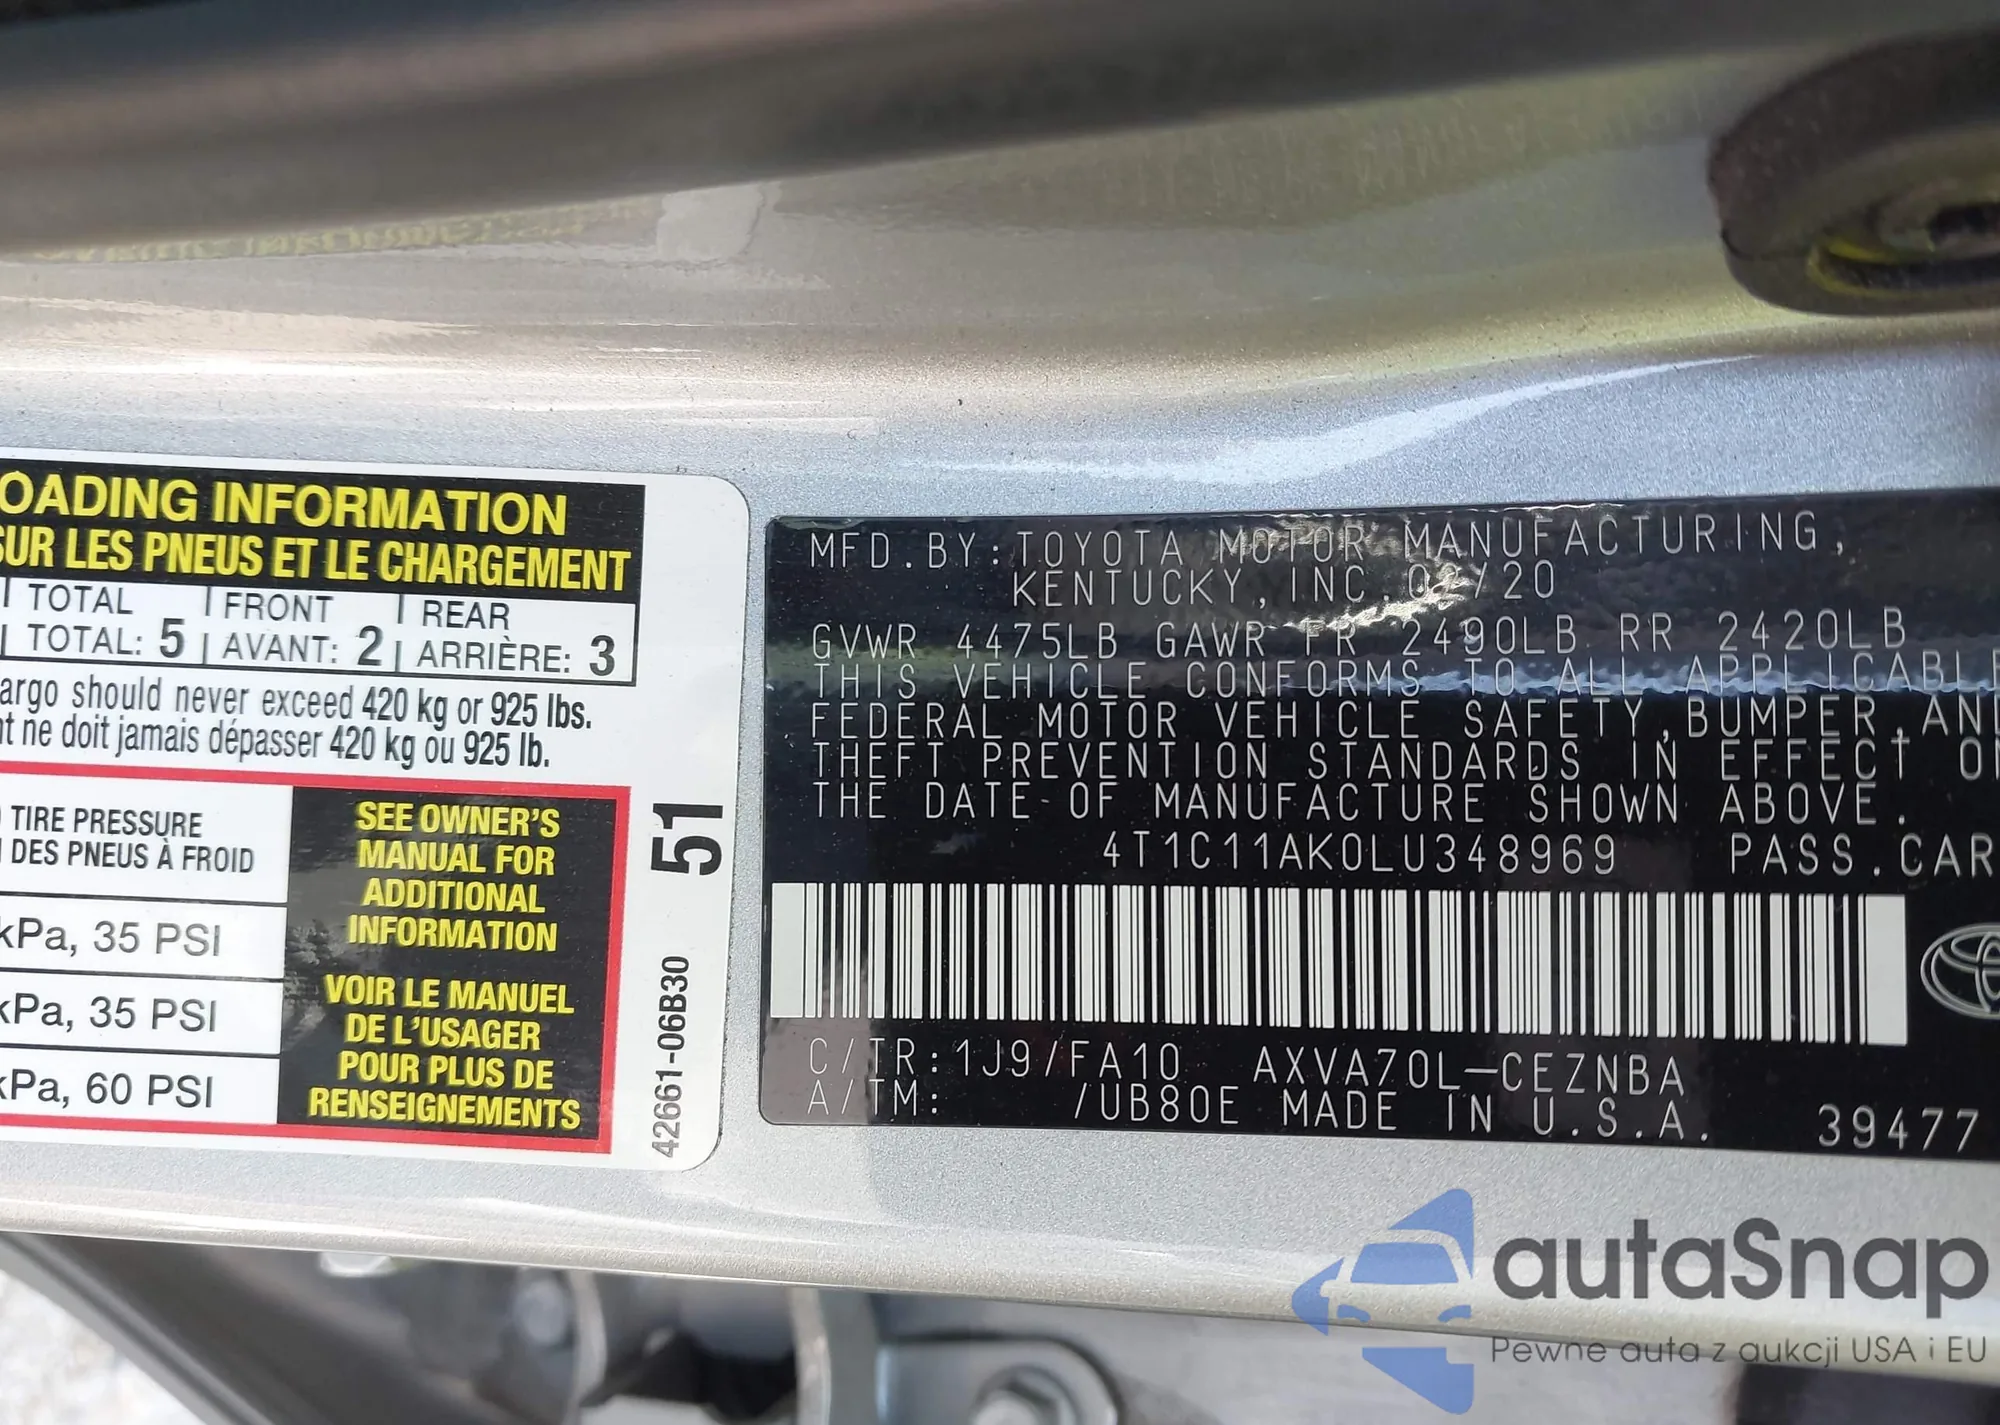 OADING INFORMATION
SUR LES PNEUS ET LE CHARGEMENT
TOTAL | FRONT | REAR
TOTAL: 5 | AVANT: 2 | ARRIÈRE: 3
argo should never exceed 420 kg or 925 lbs.
nt ne doit jamais dépasser 420 kg ou 925 lb.
TIRE PRESSURE
DES PNEUS À FROID
kPa, 35 PSI
kPa, 35 PSI
kPa, 60 PSI
SEE OWNER'S
MANUAL FOR
ADDITIONAL
INFORMATION
VOIR LE MANUEL
DE L'USAGER
POUR PLUS DE
RENSEIGNEMENTS
51
42661-06B30
MFD.BY:TOYOTA MOTOR MANUFACTURING,
KENTUCKY,INC.02/20
GVWR 4475LB GAWR FR 2490LB RR 2420LB
THIS VEHICLE CONFORMS TO ALL APPLICABLE
FEDERAL MOTOR VEHICLE SAFETY,BUMPER,AND
THEFT PREVENTION STANDARDS IN EFFECT ON
THE DATE OF MANUFACTURE SHOWN ABOVE.
4T1C11AK0LU348969 PASS.CAR
C/TR:1J9/FA10 AXVA70L-CEZNBA
A/TM: /UB80E MADE IN U.S.A. 39477
autaSnap
Pewne auta z aukcji USA i EU